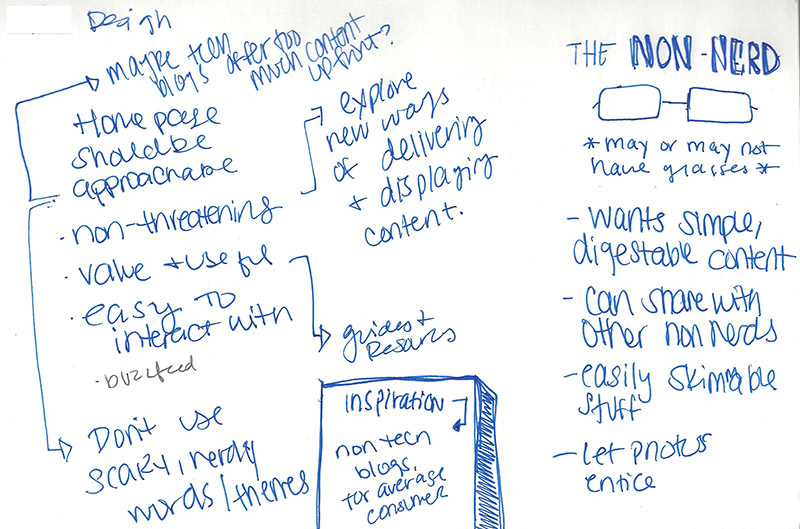 Design
maybe tech
blogs offer too
much content
upfront?
Home page
should be
approachable
· non-threatening
· value + useful
· easy to
interact with
· buzzfeed
Don't use
scary, nerdy
words/themes
explore
new ways
of delivering
+ displaying
content.
guides +
inspiration
non tech
blogs,
for average
consumer
THE NON-NERD
*may or may not
have glasses*
- wants simple,
digestable content
- can share with
other non nerds
- easily skimmable
stuff
- let photos
entice